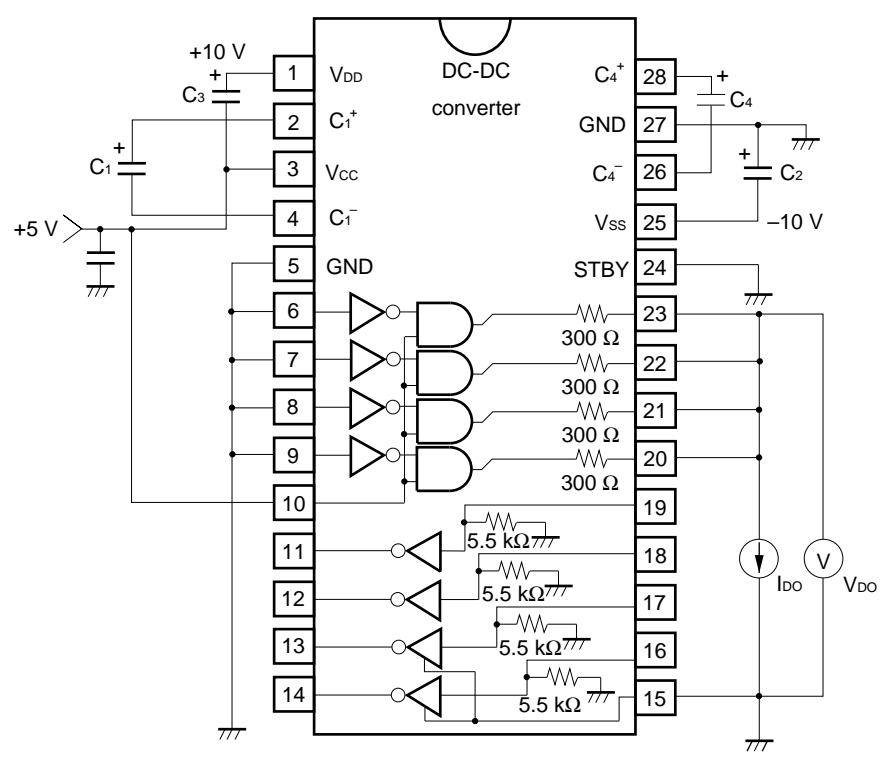 DC-DC
converter
+10 V
+
C3
1
VDD
C4+
28
+
C4
2
C1+
GND
27
+
C1
3
VCC
C4−
26
+
C2
4
C1−
VSS
25
–10 V
+5 V
5
GND
STBY
24
6
300 Ω
23
7
300 Ω
22
8
300 Ω
21
9
300 Ω
20
10
19
5.5 kΩ
11
18
5.5 kΩ
12
17
5.5 kΩ
13
16
5.5 kΩ
14
15
IDO
V
VDO